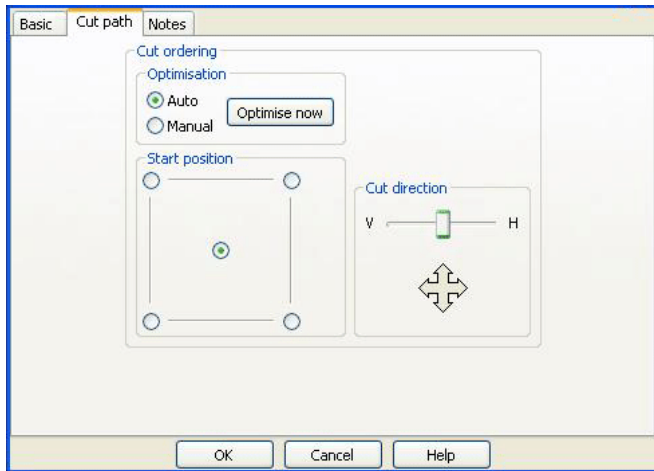 Basic Cut path Notes
Cut ordering
Optimisation
Auto
Optimise now
Manual
Start position
Cut direction
V H
OK Cancel Help